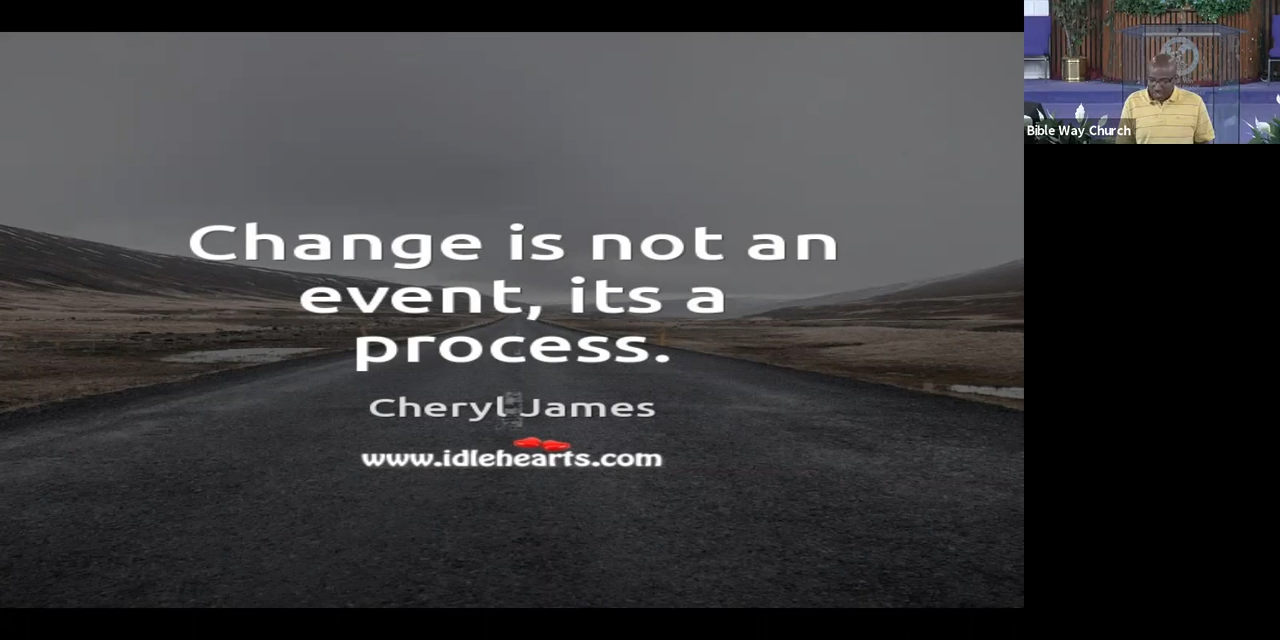 Change is not an
event, its a
process.
Cheryl James
www.idlehearts.com
Bible Way Church